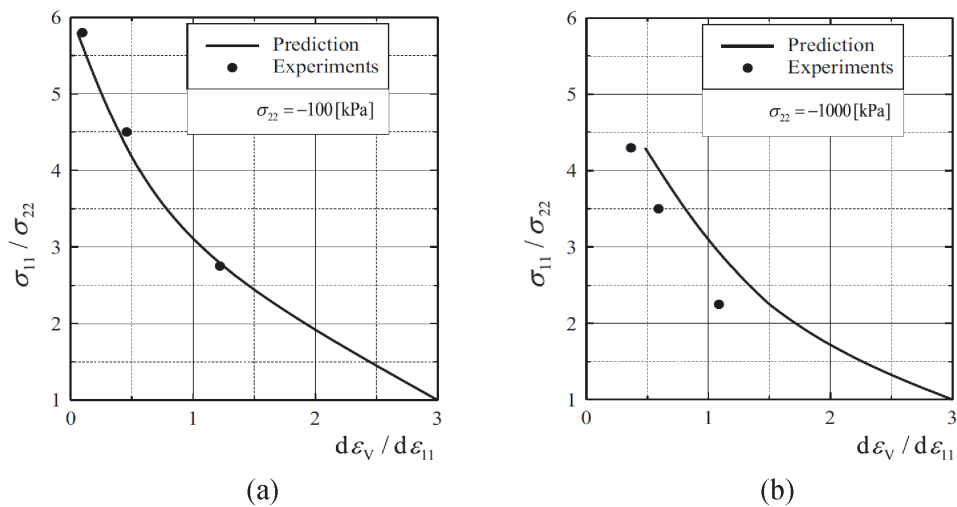 6
5
4
3
2
1
0
1
2
3
σ₁₁ / σ₂₂
dεᵥ / dε₁₁
Prediction
Experiments
σ₂₂ = −100 [kPa]
(a)
6
5
4
3
2
1
0
1
2
3
σ₁₁ / σ₂₂
dεᵥ / dε₁₁
Prediction
Experiments
σ₂₂ = −1000 [kPa]
(b)